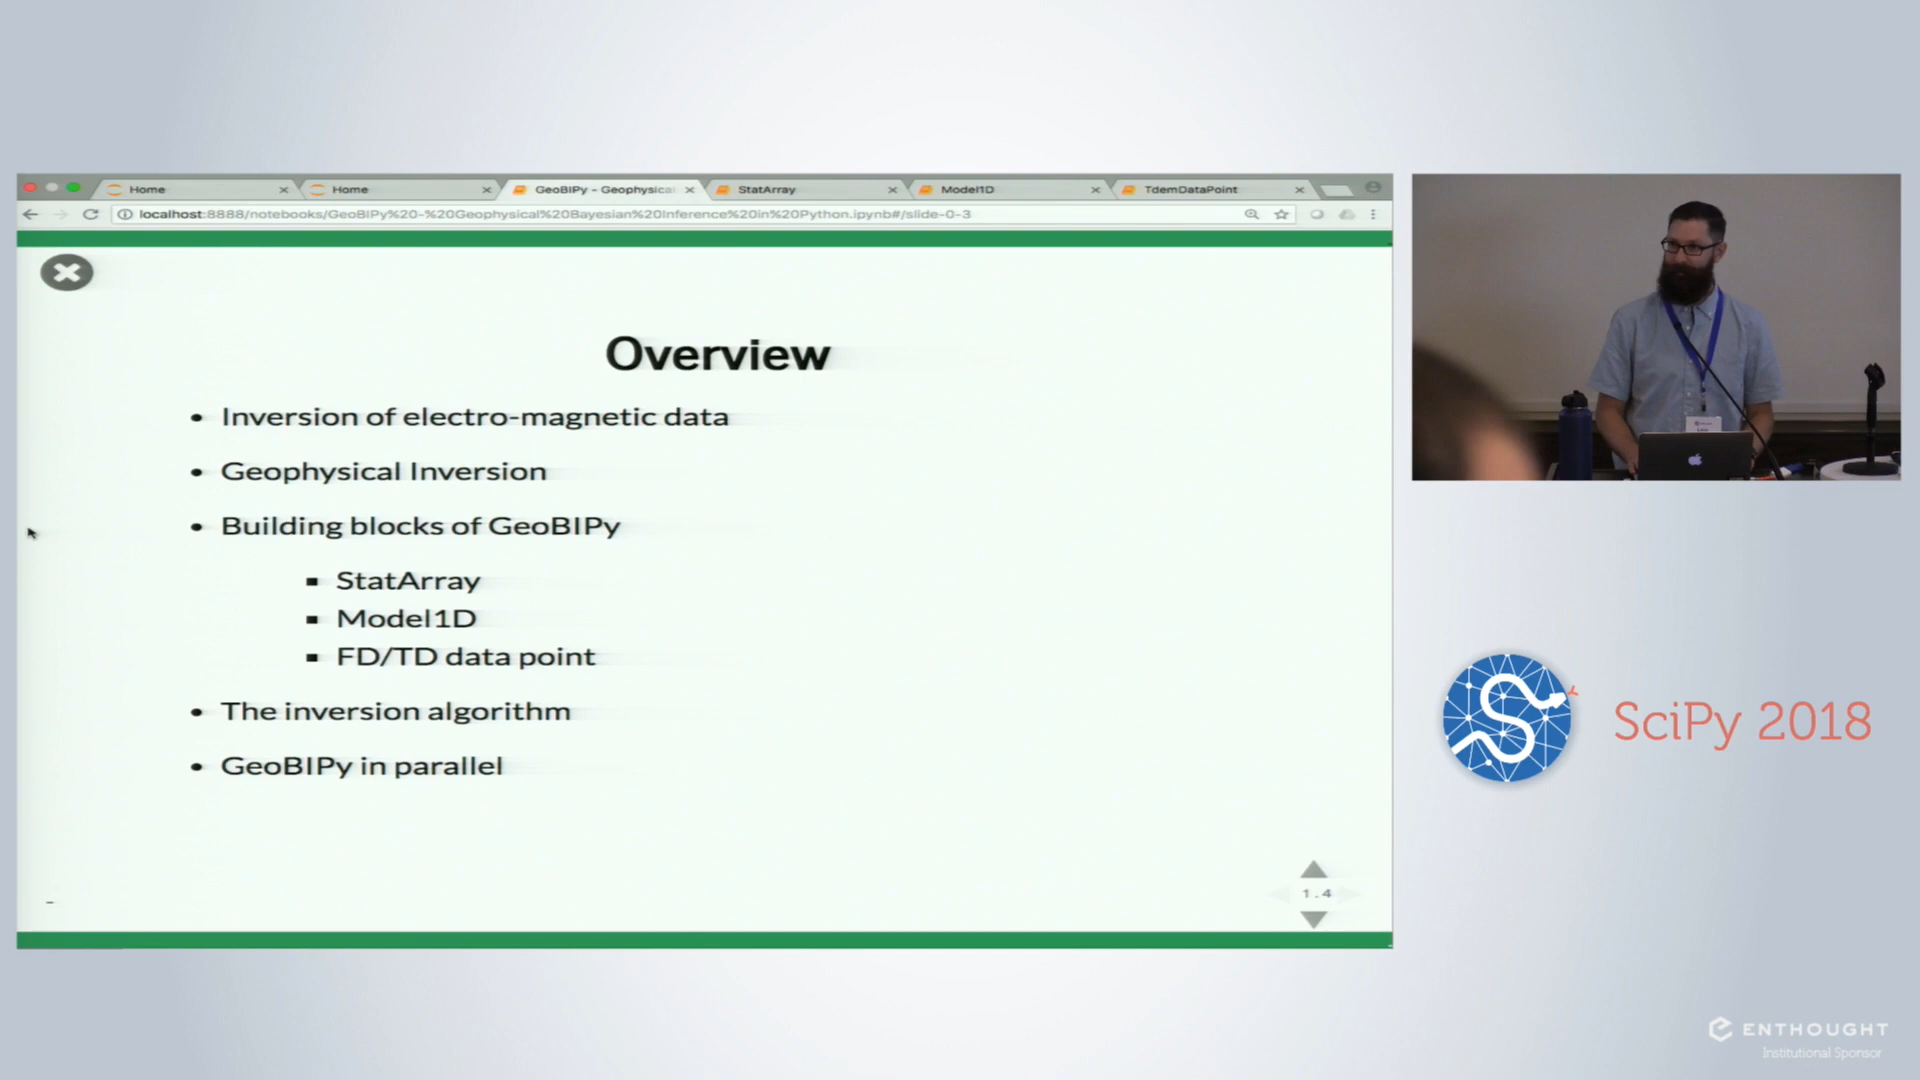 Home
Home
GeoBIPy - Geophysical
StatArray
Model1D
TdemDataPoint
localhost:8888/notebooks/GeoBIPy%20-%20Geophysical%20Bayesian%20Inference%20in%20Python.ipynb#/slide-0-3
Overview
• Inversion of electro-magnetic data
• Geophysical Inversion
• Building blocks of GeoBIPy
▪ StatArray
▪ Model1D
▪ FD/TD data point
• The inversion algorithm
• GeoBIPy in parallel
1.4
SciPy 2018
ENTHOUGHT
Institutional Sponsor